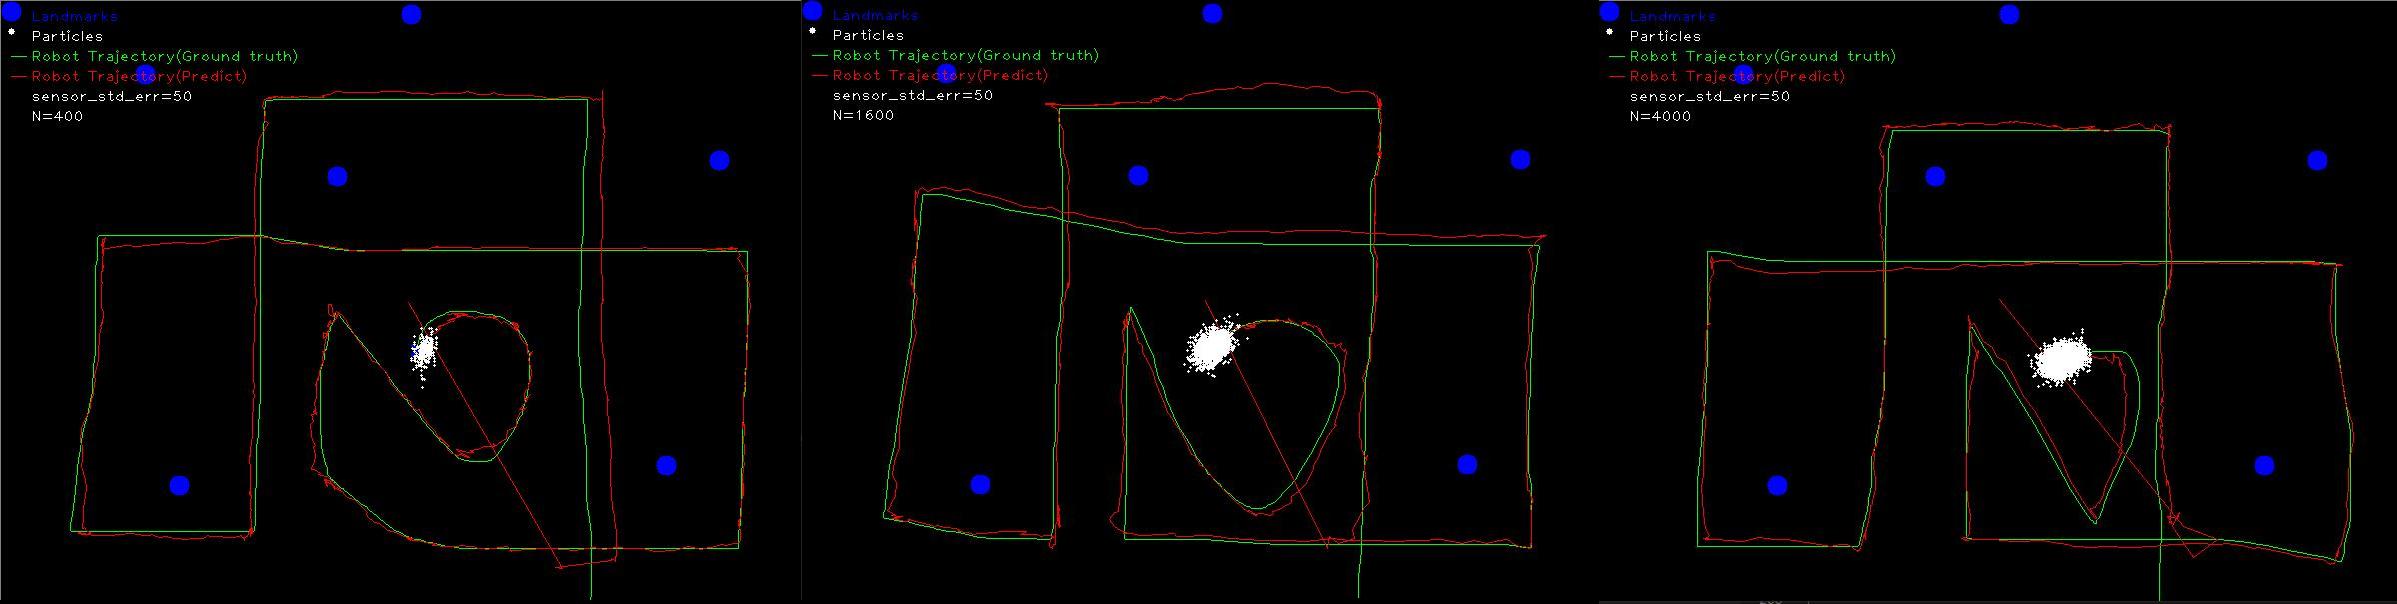 Landmarks
Particles
Robot Trajectory(Ground truth)
Robot Trajectory(Predict)
sensor_std_err=50
N=400
Landmarks
Particles
Robot Trajectory(Ground truth)
Robot Trajectory(Predict)
sensor_std_err=50
N=1600
Landmarks
Particles
Robot Trajectory(Ground truth)
Robot Trajectory(Predict)
sensor_std_err=50
N=4000